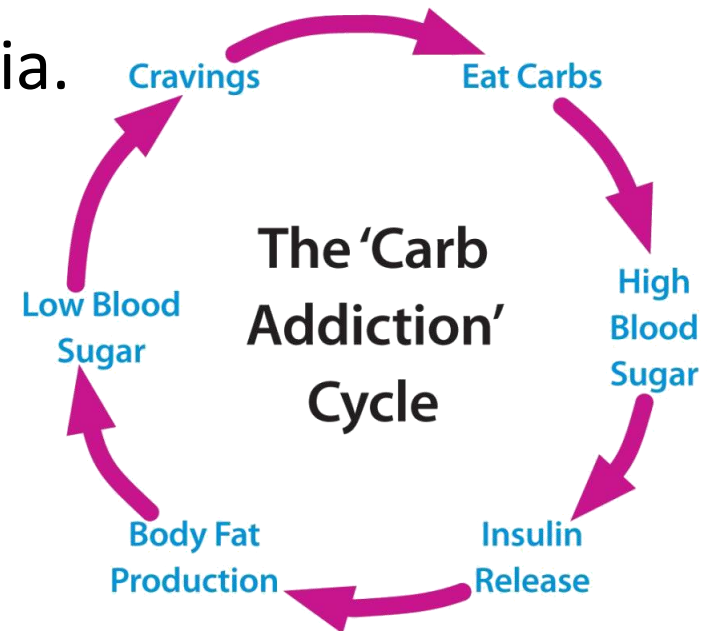 ia.
Cravings
Eat Carbs
The ‘Carb
Addiction’
Cycle
High
Blood
Sugar
Low Blood
Sugar
Insulin
Release
Body Fat
Production